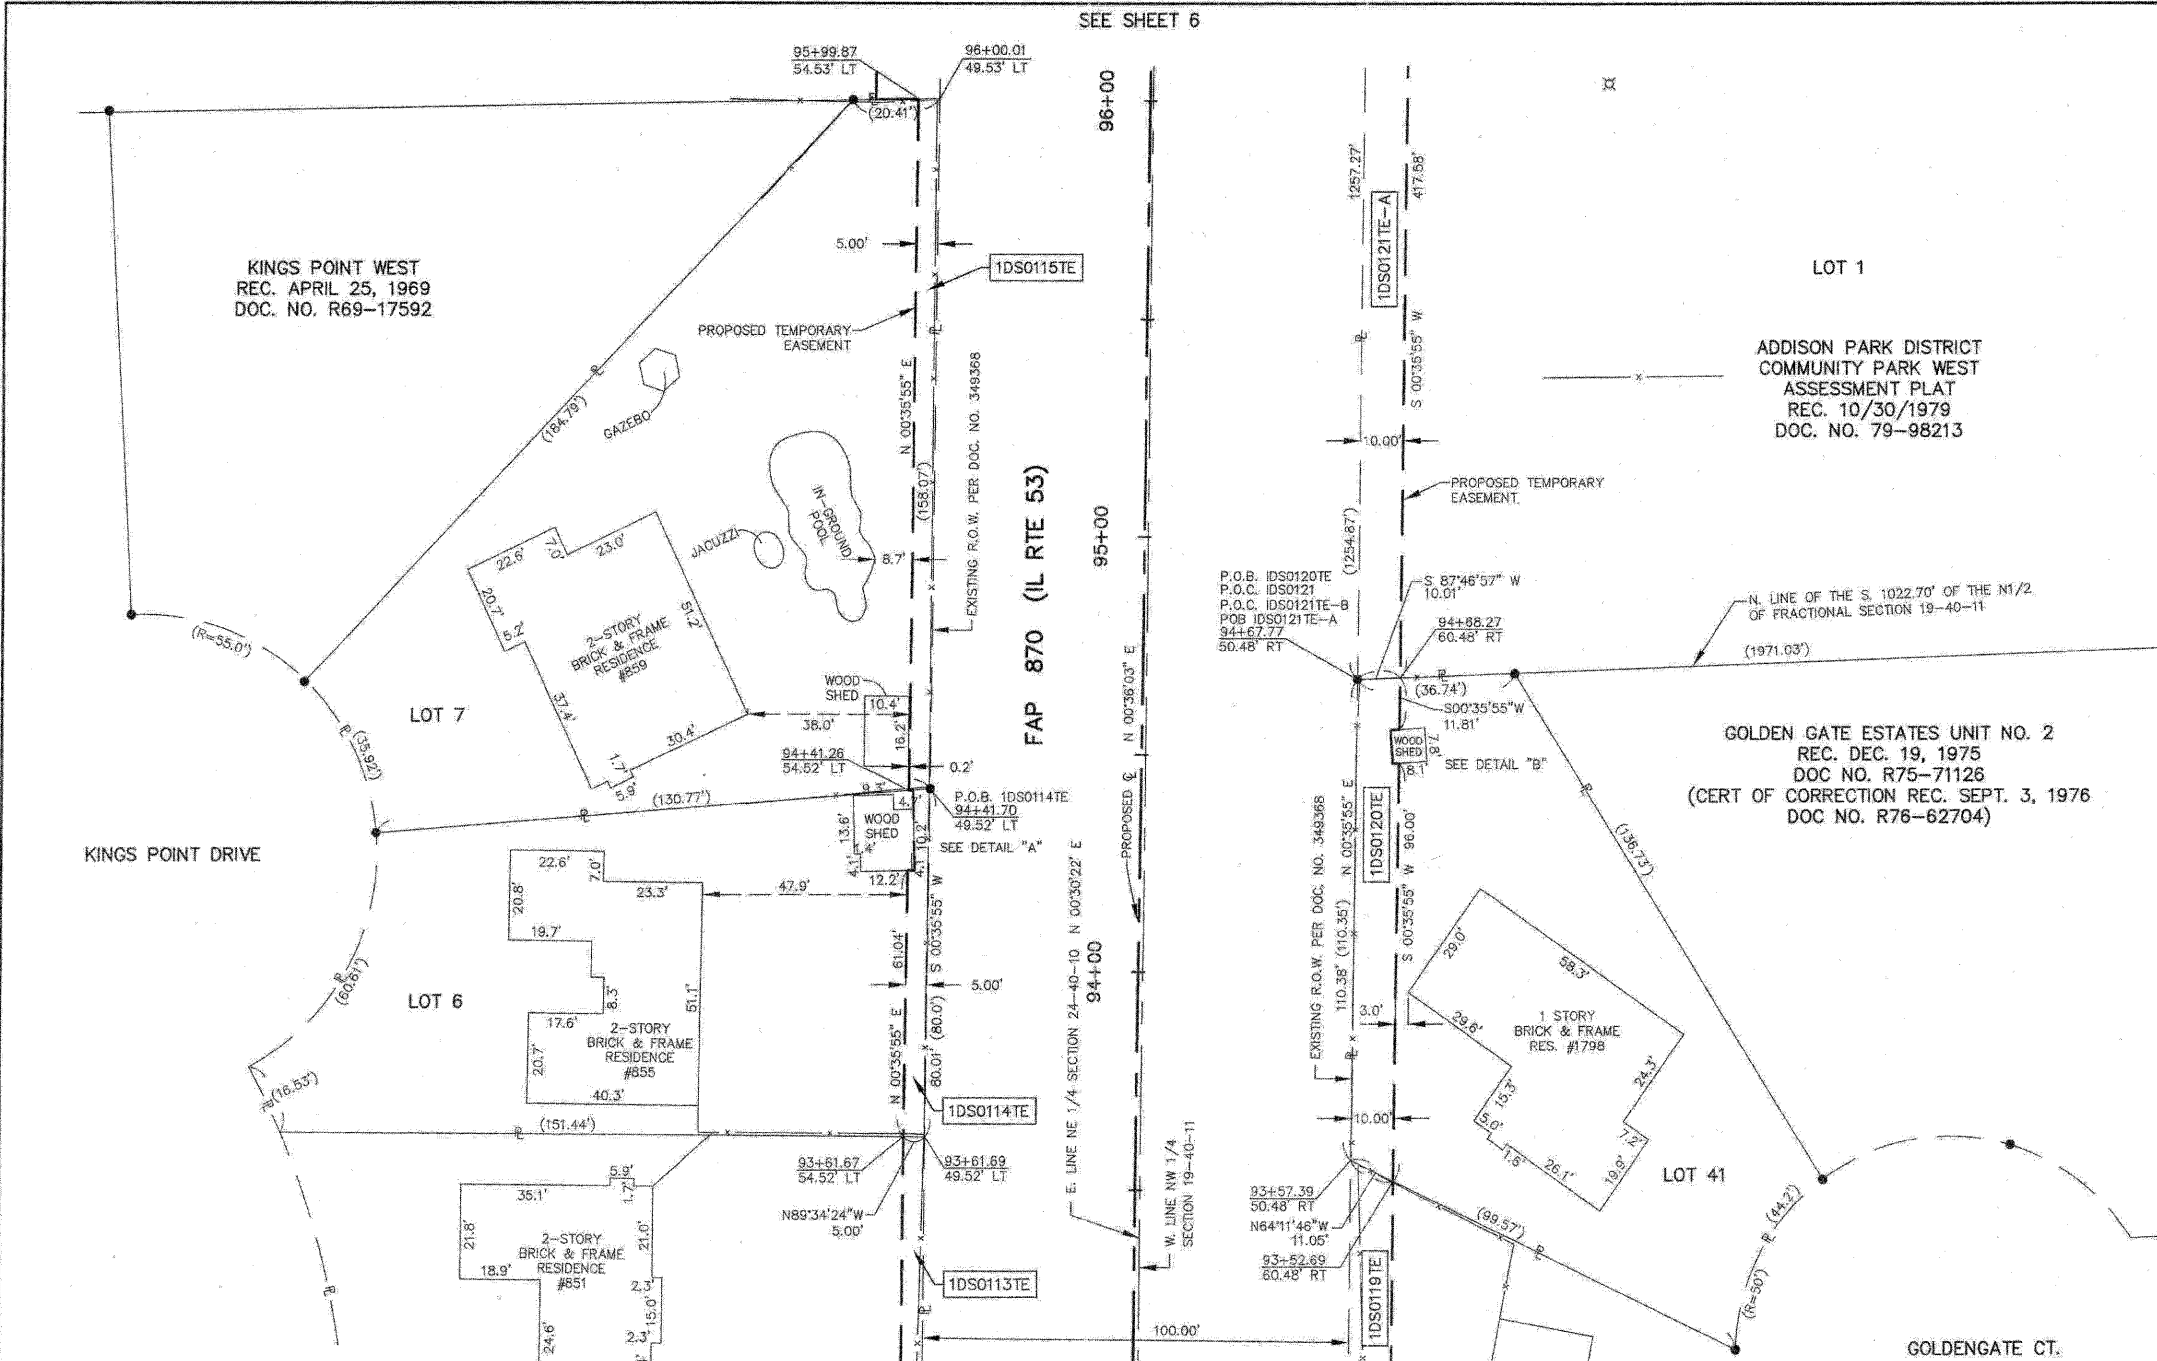 SEE SHEET 6
95+99.87
54.53' LT
96+00.01
49.53' LT
(20.41')
96+00
KINGS POINT WEST
REC. APRIL 25, 1969
DOC. NO. R69-17592
5.00'
1DS0115TE
PROPOSED TEMPORARY
EASEMENT
N 00°35'55" E
(158.07')
EXISTING R.O.W. PER DOC. NO. 349368
(184.79')
GAZEBO
IN-GROUND
POOL
JACUZZI
8.7'
FAP 870 (IL RTE 53)
95+00
1257.27'
417.58'
1DS0121TE-A
S 00°35'55" W
10.00'
PROPOSED TEMPORARY
EASEMENT
(1254.87')
LOT 1
ADDISON PARK DISTRICT
COMMUNITY PARK WEST
ASSESSMENT PLAT
REC. 10/30/1979
DOC. NO. 79-98213
P.O.B. IDS0120TE
P.O.C. IDS0121
P.O.C. IDS0121TE-B
POB IDS0121TE-A
94+67.77
50.48' RT
S 87°46'57" W
10.01'
94+68.27
60.48' RT
N. LINE OF THE S. 1022.70' OF THE N1/2
OF FRACTIONAL SECTION 19-40-11
(1971.03')
(36.74')
S00°35'55"W
11.81'
WOOD
SHED
7.8'
8.1'
SEE DETAIL "B"
GOLDEN GATE ESTATES UNIT NO. 2
REC. DEC. 19, 1975
DOC NO. R75-71126
(CERT OF CORRECTION REC. SEPT. 3, 1976
DOC NO. R76-62704)
(R=55.0')
22.6'
7.0'
23.0'
20.7'
5.2'
2-STORY
BRICK & FRAME
RESIDENCE
#859
51.2'
37.4'
30.4'
1.7'
5.9'
LOT 7
(35.92')
WOOD
SHED
10.4'
38.0'
16.2'
94+41.26
54.52' LT
0.2'
(130.77')
9.3'
P.O.B. 1DS0114TE
94+41.70
49.52' LT
SEE DETAIL "A"
WOOD
SHED
13.6'
4.1'
10.2'
12.2'
4.1
KINGS POINT DRIVE
22.6'
7.0'
23.3'
47.9'
20.8'
19.7'
8.3'
17.6'
20.7'
40.3'
51.1'
2-STORY
BRICK & FRAME
RESIDENCE
#855
LOT 6
(60.61')
(16.53')
(151.44')
61.04'
N 00°35'55" E
S 00°35'55" W
80.01' (80.0')
5.00'
1DS0114TE
93+61.67
54.52' LT
93+61.69
49.52' LT
N89°34'24"W
5.00'
1DS0113TE
N 00°36'03" E
PROPOSED ℄
E. LINE NE 1/4 SECTION 24-40-10 N 00°30'22" E
94+00
W. LINE NW 1/4
SECTION 19-40-11
100.00'
EXISTING R.O.W. PER DOC. NO. 349368
110.38' (110.35') N 00°35'55" E
1DS0120TE
S 00°35'55" W 96.00'
3.0'
10.00'
93+57.39
50.48' RT
N64°11'46"W
11.05'
93+52.69
60.48' RT
1DS0119TE
(136.73')
29.0'
58.3'
29.6'
1 STORY
BRICK & FRAME
RES. #1798
24.3'
15.3'
5.0'
1.6'
26.1'
19.9'
7.2'
LOT 41
(99.57')
(44.2')
(R=50')
GOLDENGATE CT.
5.9'
35.1'
1.7'
21.8'
21.0'
18.9'
2-STORY
BRICK & FRAME
RESIDENCE
#851
2.3'
15.0'
2.3'
24.6'